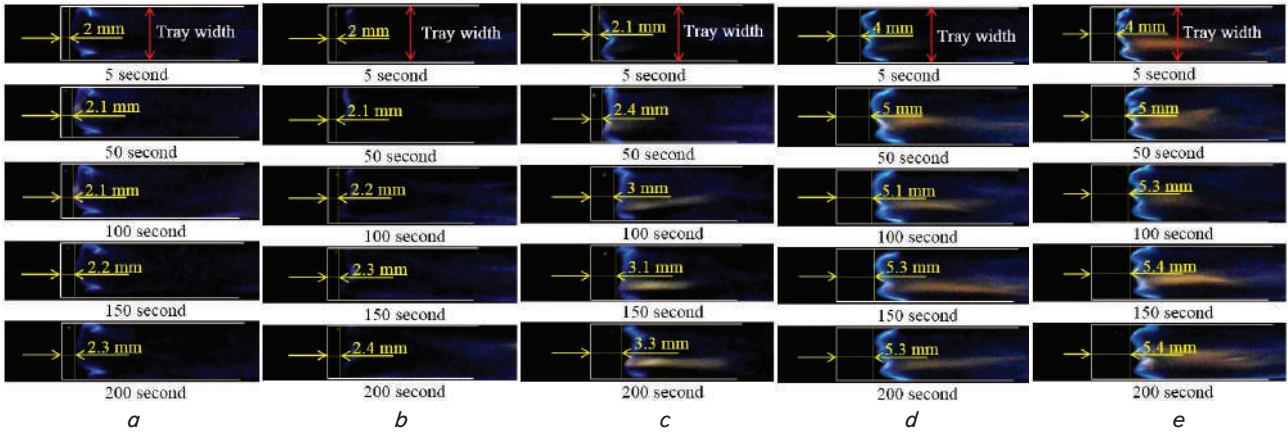 2 mm Tray width
5 second
2.1 mm
50 second
2.1 mm
100 second
2.2 mm
150 second
2.3 mm
200 second
a
2 mm Tray width
5 second
2.1 mm
50 second
2.2 mm
100 second
2.3 mm
150 second
2.4 mm
200 second
b
2.1 mm Tray width
5 second
2.4 mm
50 second
3 mm
100 second
3.1 mm
150 second
3.3 mm
200 second
c
4 mm Tray width
5 second
5 mm
50 second
5.1 mm
100 second
5.3 mm
150 second
5.3 mm
200 second
d
4 mm Tray width
5 second
5 mm
50 second
5.3 mm
100 second
5.4 mm
150 second
5.4 mm
200 second
e